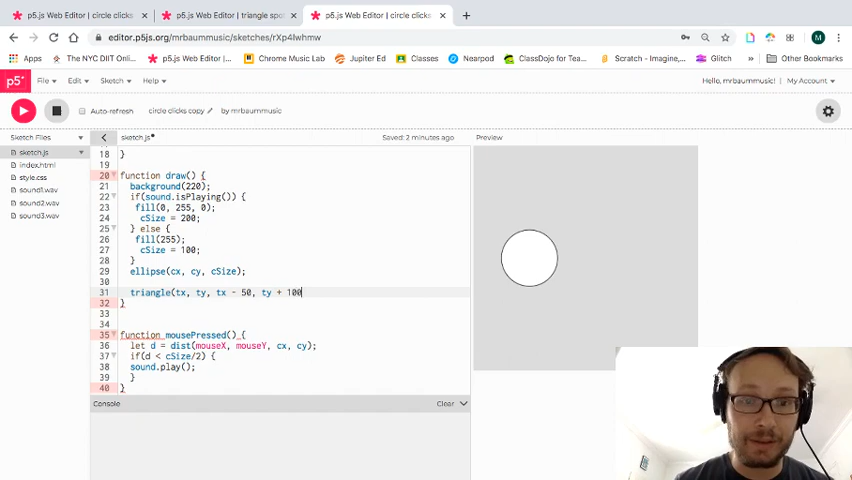 p5.js Web Editor | circle clicks
p5.js Web Editor | triangle spot
p5.js Web Editor | circle clicks
editor.p5js.org/mrbaummusic/sketches/rXp4lwhmw
M
Apps
The NYC DIIT Onl...
p5.js Web Editor |...
Chrome Music Lab
Jupiter Ed
Classes
Nearpod
ClassDojo for Tea...
Scratch - Imagine,...
Glitch
Other Bookmarks
p5*
File
Edit
Sketch
Help
Hello, mrbaummusic!
My Account
Auto-refresh
circle clicks copy
by mrbaummusic
Sketch Files
sketch.js
Saved: 2 minutes ago
Preview
sketch.js
index.html
style.css
sound1.wav
sound2.wav
sound3.wav
18 }
19
20 function draw() {
21 background(220);
22 if(sound.isPlaying()) {
23 fill(0, 255, 0);
24 cSize = 200;
25 } else {
26 fill(255);
27 cSize = 100;
28 }
29 ellipse(cx, cy, cSize);
30
31 triangle(tx, ty, tx - 50, ty + 100
32 }
33
34
35 function mousePressed() {
36 let d = dist(mouseX, mouseY, cx, cy);
37 if(d < cSize/2) {
38 sound.play();
39 }
40 }
Console
Clear